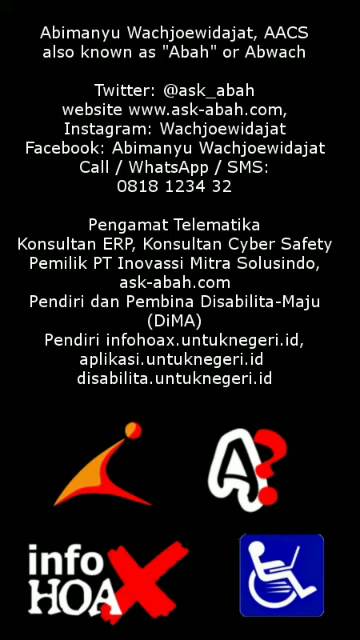 Abimanyu Wachjoewidajat, AACS
also known as "Abah" or Abwach
Twitter: @ask_abah
website www.ask-abah.com,
Instagram: Wachjoewidajat
Facebook: Abimanyu Wachjoewidajat
Call / WhatsApp / SMS:
0818 1234 32
Pengamat Telematika
Konsultan ERP, Konsultan Cyber Safety
Pemilik PT Inovassi Mitra Solusindo,
ask-abah.com
Pendiri dan Pembina Disabilita-Maju
(DiMA)
Pendiri infohoax.untuknegeri.id,
aplikasi.untuknegeri.id
disabilita.untuknegeri.id
A?
info
HOAX